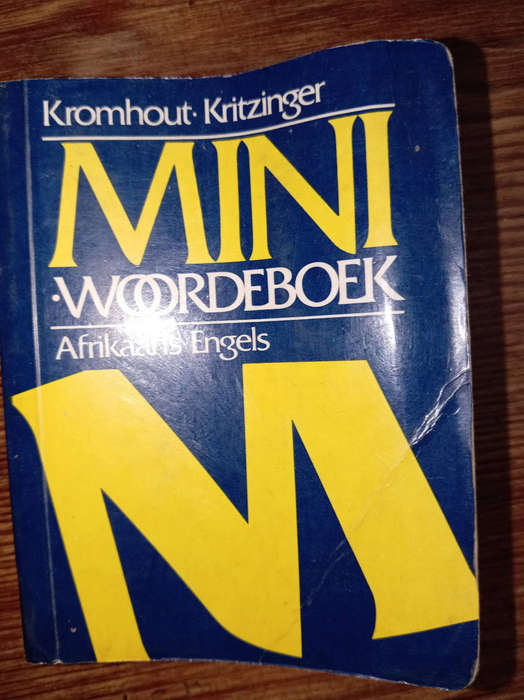 Kromhout · Kritzinger
MINI
·WOORDEBOEK
Afrikaans·Engels
M